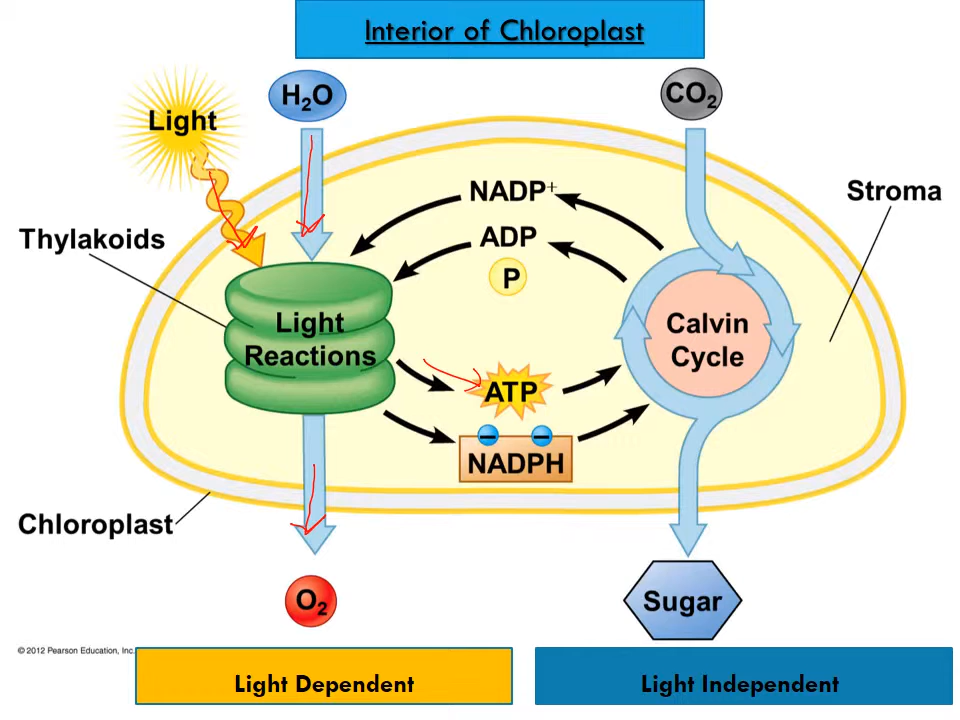 Interior of Chloroplast
H₂O
CO₂
Light
NADP⁺
Stroma
Thylakoids
ADP
P
Light
Reactions
Calvin
Cycle
ATP
− −
NADPH
Chloroplast
O₂
Sugar
© 2012 Pearson Education, Inc.
Light Dependent
Light Independent